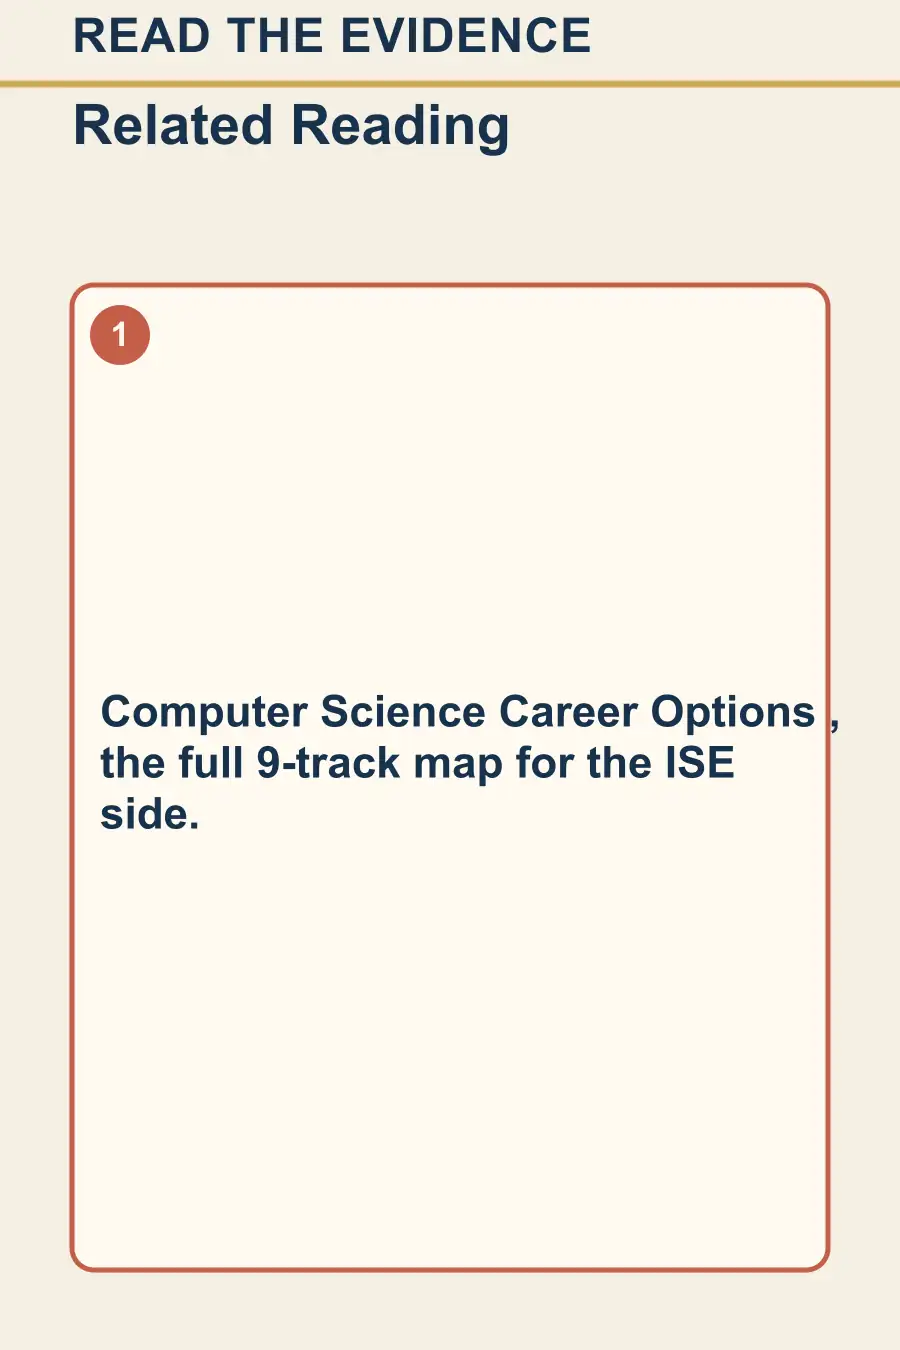 READ THE EVIDENCE
Related Reading
1
Computer Science Career Options ,
the full 9-track map for the ISE
side.